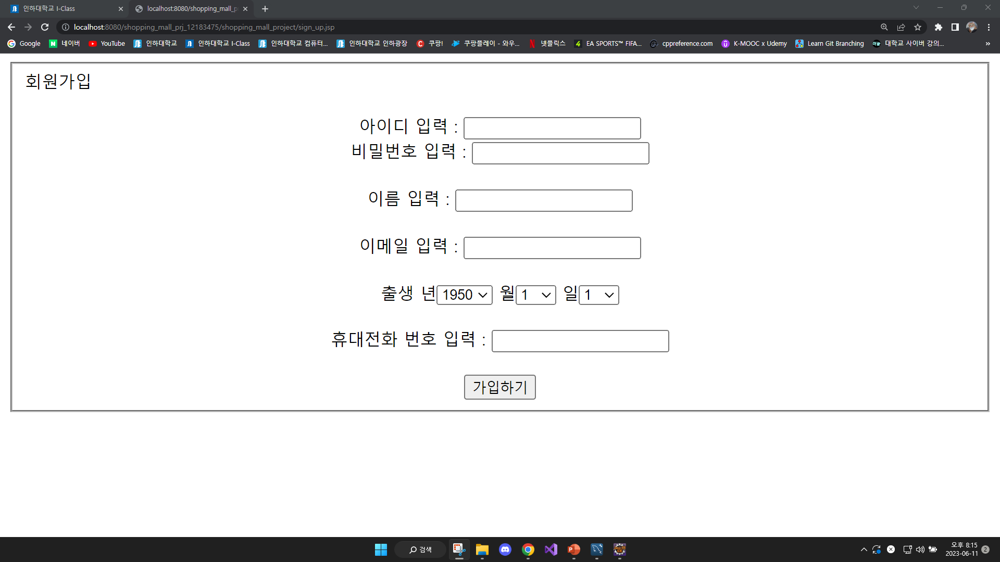 인하대학교 I-Class
localhost:8080/shopping_mall_p
localhost:8080/shopping_mall_prj_12183475/shopping_mall_project/sign_up.jsp
Google 네이버 YouTube 인하대학교 인하대학교 I-Class 인하대학교 컴퓨터... 인하대학교 인하광장 쿠팡! 쿠팡플레이 - 와우... 넷플릭스 EA SPORTS™ FIFA... cppreference.com K-MOOC x Udemy Learn Git Branching 대학교 사이버 강의... »
회원가입
아이디 입력 :
비밀번호 입력 :
이름 입력 :
이메일 입력 :
출생 년 1950 월 1 일 1
휴대전화 번호 입력 :
가입하기
검색
오후 8:15
2023-06-11
2